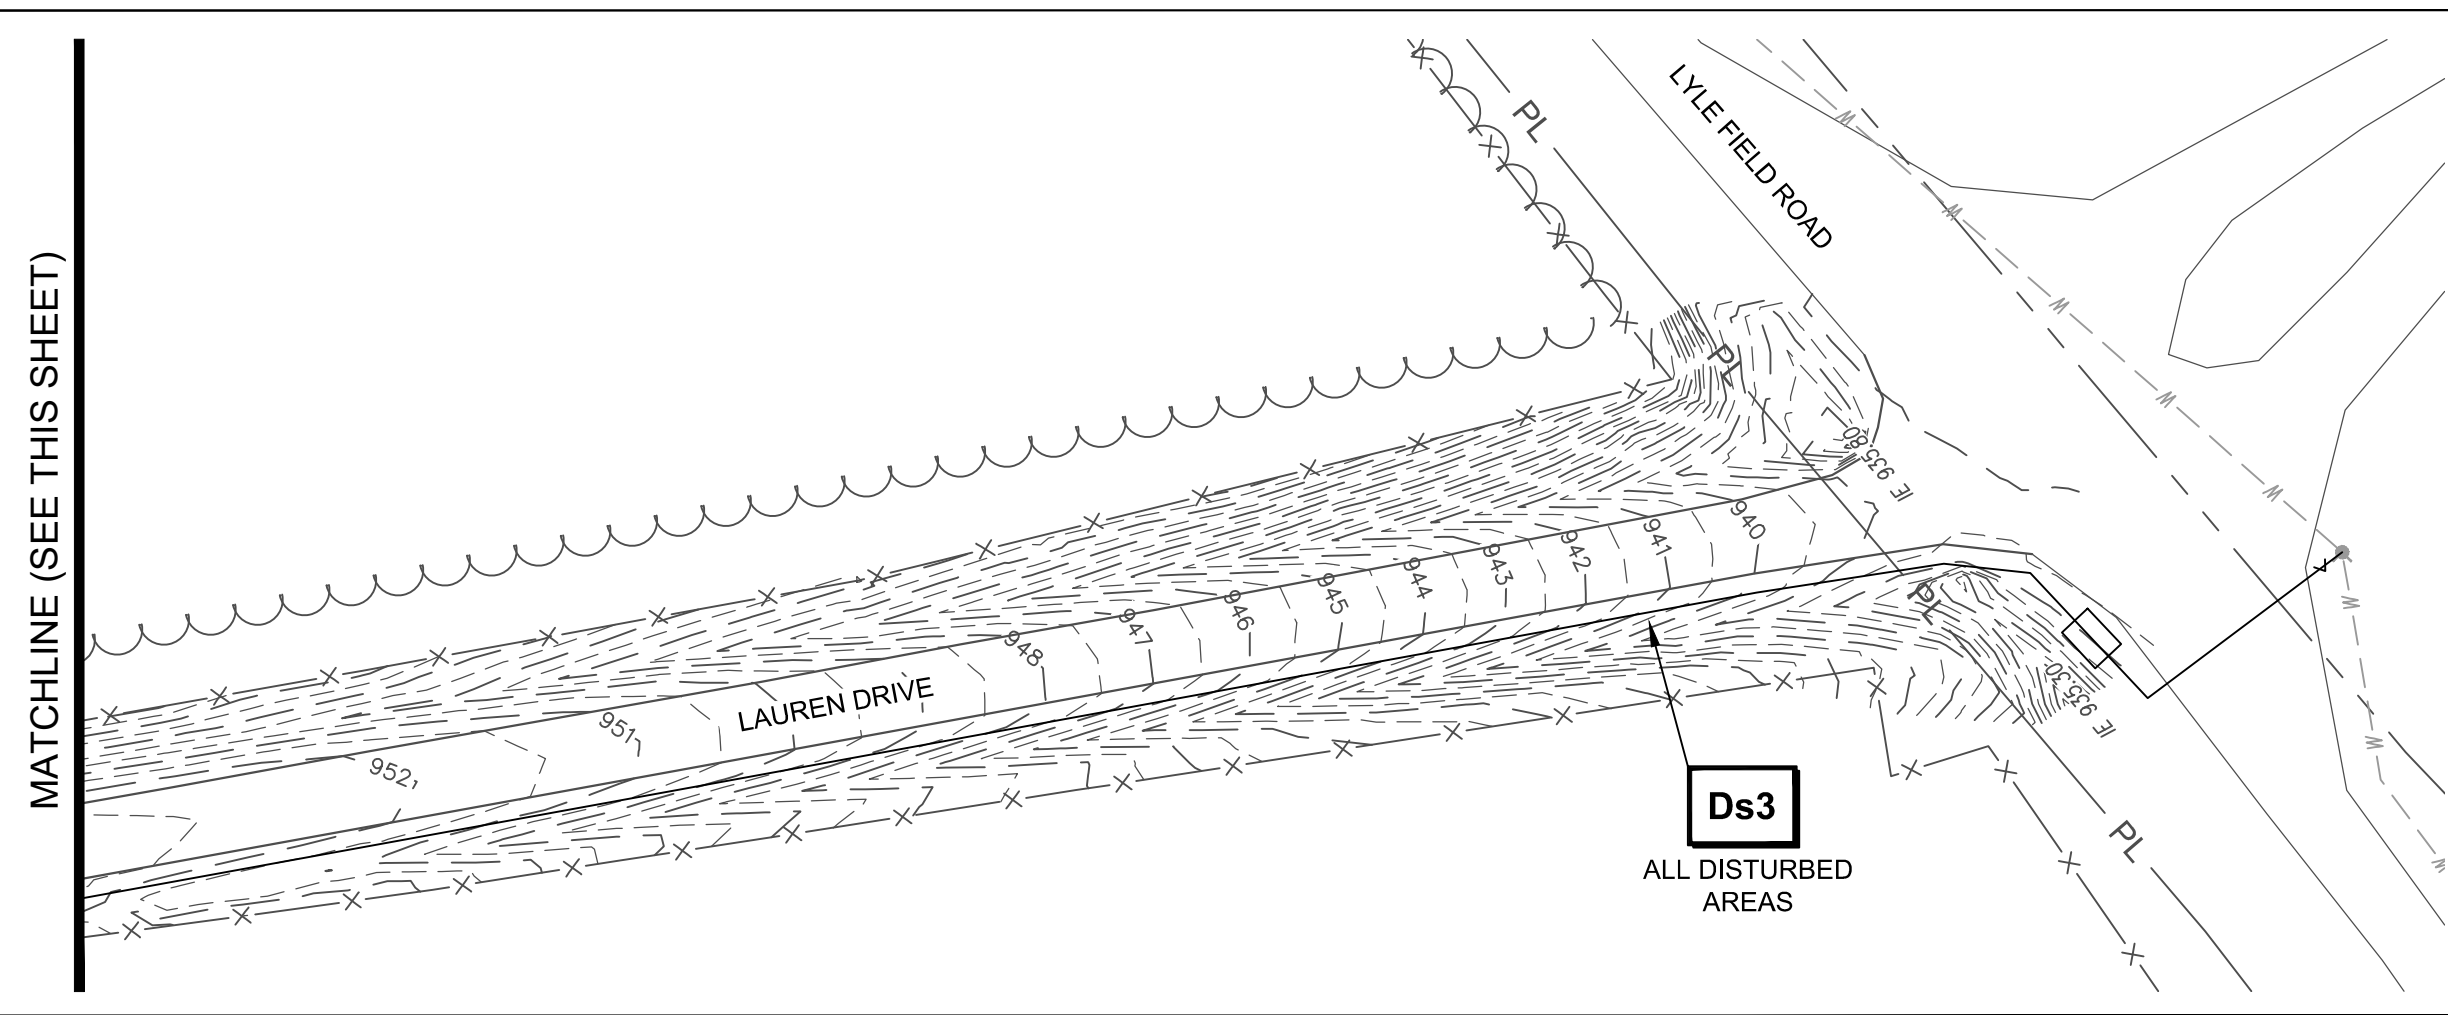 MATCHLINE (SEE THIS SHEET)
PL
LYLE FIELD ROAD
W
W
W
W
W
PL
IE 935.80
940
941
942
943
944
945
946
947
948
LAUREN DRIVE
951
952
PL
W
W
W
IE 935.30
PL
Ds3
ALL DISTURBED
AREAS